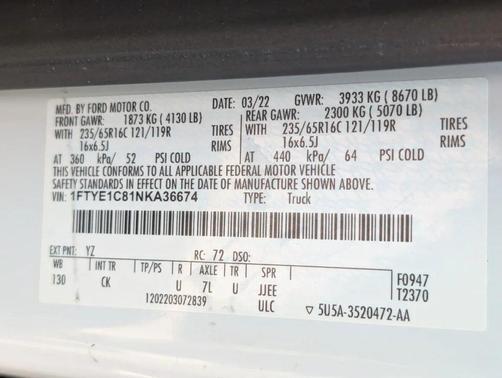 MFD. BY FORD MOTOR CO. DATE: 03/22 GVWR: 3933 KG ( 8670 LB)
FRONT GAWR: 1873 KG ( 4130 LB) REAR GAWR: 2300 KG ( 5070 LB)
WITH 235/65R16C 121/119R TIRES WITH 235/65R16C 121/119R TIRES
16x6.5J RIMS 16x6.5J RIMS
AT 360 kPa/ 52 PSI COLD AT 440 kPa/ 64 PSI COLD
THIS VEHICLE CONFORMS TO ALL APPLICABLE FEDERAL MOTOR VEHICLE
SAFETY STANDARDS IN EFFECT ON THE DATE OF MANUFACTURE SHOWN ABOVE.
VIN: 1FTYE1C81NKA36674 TYPE: Truck
EXT PNT: YZ RC: 72 DSO:
WB INT TR TP/PS R AXLE TR SPR F0947
130 CK U 7L U JJEE T2370
1202203072839 ULC ▽ 5U5A-3520472-AA